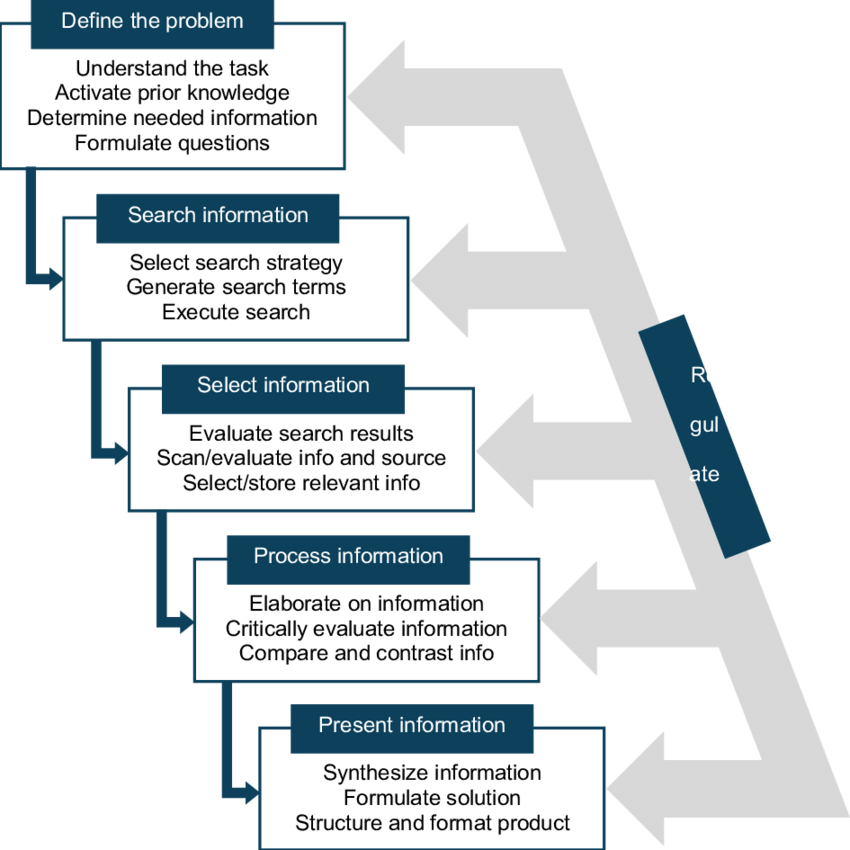 Define the problem
Understand the task
Activate prior knowledge
Determine needed information
Formulate questions
Search information
Select search strategy
Generate search terms
Execute search
Select information
Evaluate search results
Scan/evaluate info and source
Select/store relevant info
Process information
Elaborate on information
Critically evaluate information
Compare and contrast info
Present information
Synthesize information
Formulate solution
Structure and format product
Re
gul
ate